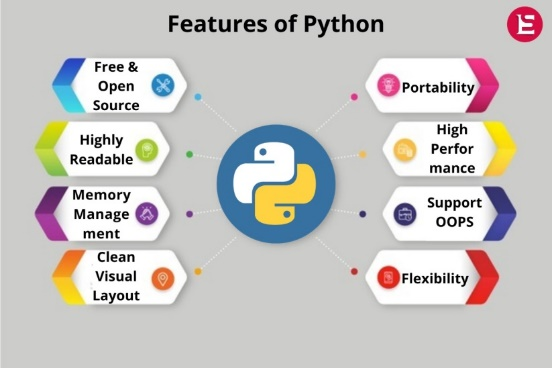 Features of Python
Free &
Open
Source
Highly
Readable
Memory
Manage
ment
Clean
Visual
Layout
Portability
High
Perfor
mance
Support
OOPS
Flexibility